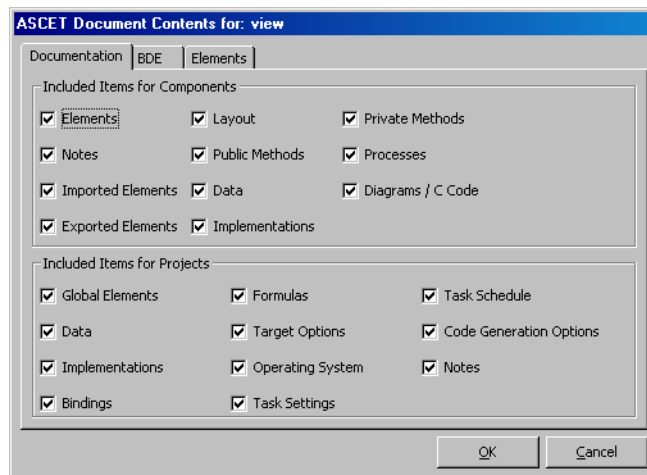 ASCET Document Contents for: view
Documentation BDE Elements
Included Items for Components
Elements Layout Private Methods
Notes Public Methods Processes
Imported Elements Data Diagrams / C Code
Exported Elements Implementations
Included Items for Projects
Global Elements Formulas Task Schedule
Data Target Options Code Generation Options
Implementations Operating System Notes
Bindings Task Settings
OK Cancel